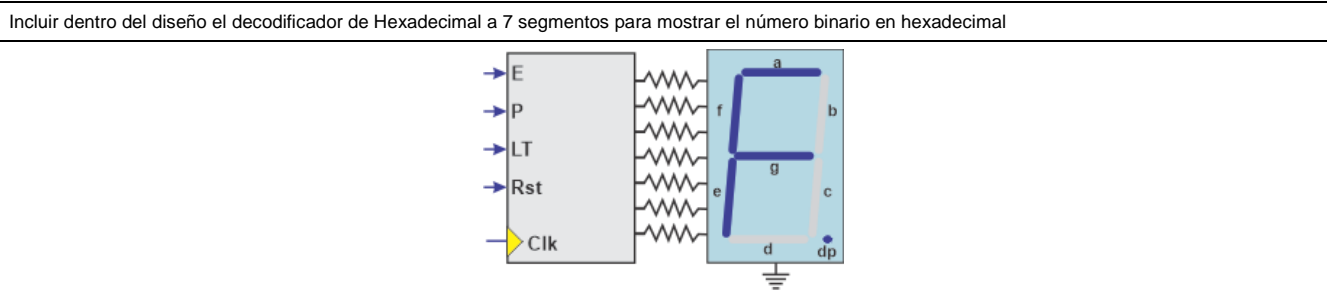 Incluir dentro del diseño el decodificador de Hexadecimal a 7 segmentos para mostrar el número binario en hexadecimal
E
P
LT
Rst
Clk
a
f
b
g
e
c
d
dp